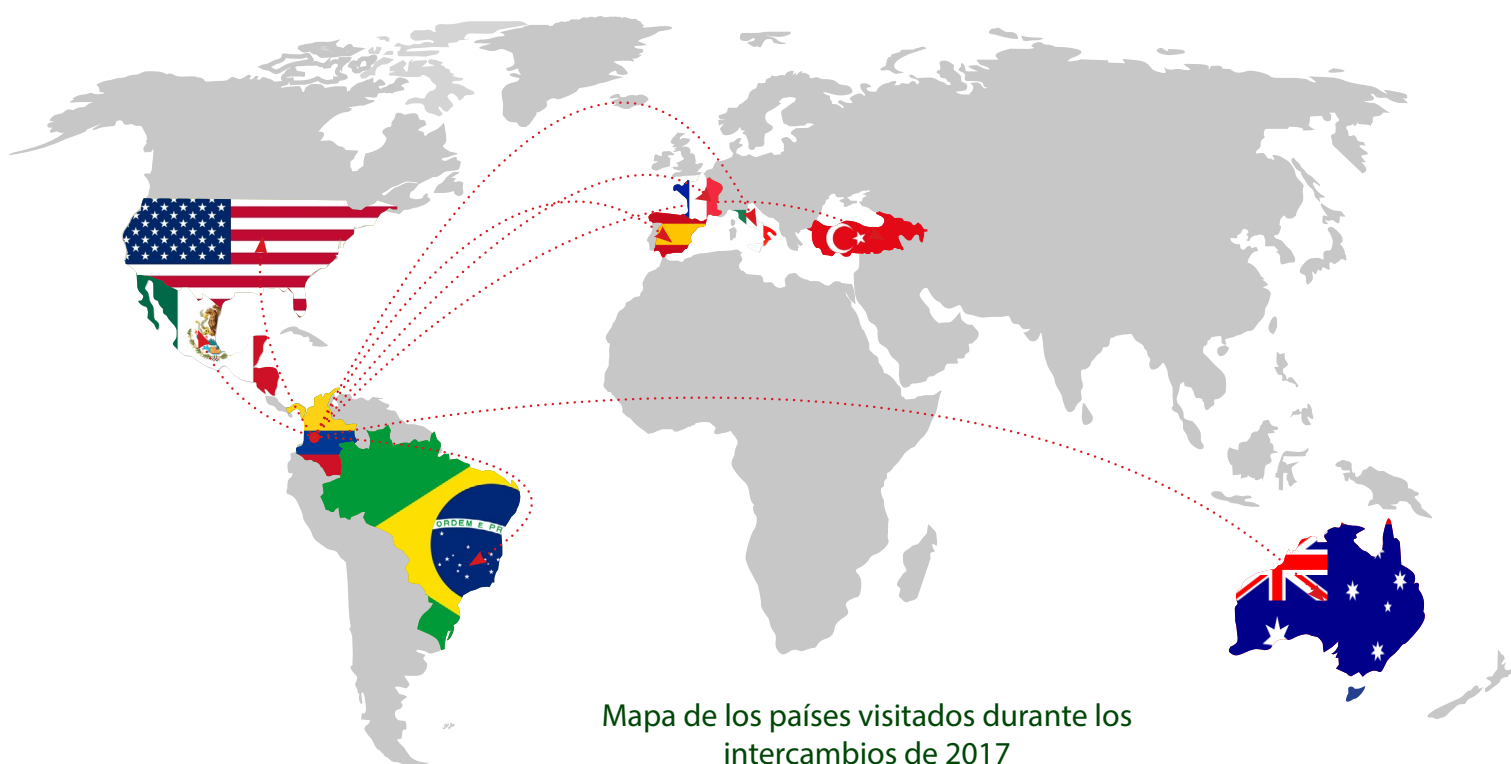 ORDEM E PR
Mapa de los países visitados durante los
intercambios de 2017